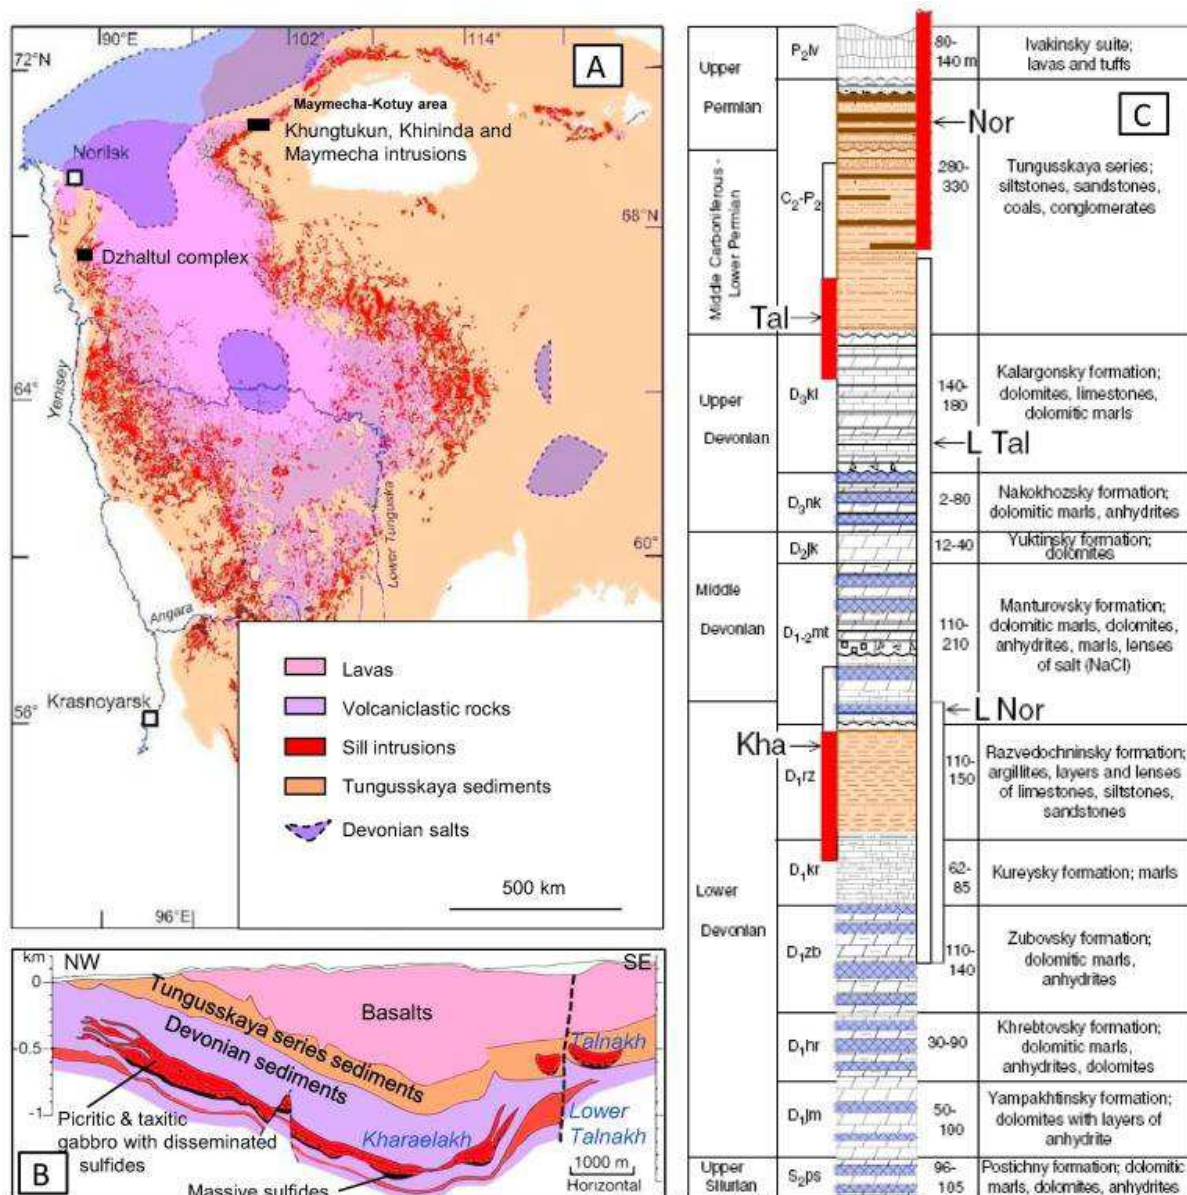 90°E
102°
114°
72°N
A
Maymecha-Kotuy area
Khungtukun, Khininda and
Maymecha intrusions
Norilsk
68°N
Dzhaltul complex
Yenisey
64°
Lower Tunguska
60°
Angara
Krasnoyarsk
56°
96°E
Lavas
Volcaniclastic rocks
Sill intrusions
Tungusskaya sediments
Devonian salts
500 km
km
NW
SE
0
-0.5
-1
Tungusskaya series sediments
Basalts
Devonian sediments
Talnakh
Picritic & taxitic
gabbro with disseminated
sulfides
Kharaelakh
Lower
Talnakh
B
Massive sulfides
1000 m
Horizontal
C
Upper
Permian
P₂iv
80-
140 m
Ivakinsky suite;
lavas and tuffs
Nor
Middle Carboniferous -
Lower Permian
C₂-P₂
280-
330
Tungusskaya series;
siltstones, sandstones,
coals, conglomerates
Tal
Upper
Devonian
D₃kl
140-
180
Kalargonsky formation;
dolomites, limestones,
dolomitic marls
L Tal
D₃nk
2-80
Nakokhozsky formation;
dolomitic marls, anhydrites
Middle
Devonian
D₂jk
12-40
Yuktinsky formation;
dolomites
D₁₋₂mt
110-
210
Manturovsky formation;
dolomitic marls, dolomites,
anhydrites, marls, lenses
of salt (NaCl)
L Nor
Kha
Lower
Devonian
D₁rz
110-
150
Razvedochninsky formation;
argillites, layers and lenses
of limestones, siltstones,
sandstones
D₁kr
62-
85
Kureysky formation; marls
D₁zb
110-
140
Zubovsky formation;
dolomitic marls,
anhydrites
D₁hr
30-90
Khrebtovsky formation;
dolomitic marls,
anhydrites, dolomites
D₁jm
50-
190
Yampakhtinsky formation;
dolomites with layers of
anhydrite
Upper
Silurian
S₂ps
96-
105
Postichny formation; dolomitic
marls, dolomites, anhydrites